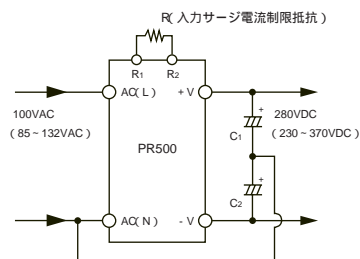 R( 入力サージ電流制限抵抗 )
R1 R2
AC( L ) +V
100VAC
( 85 ~ 132VAC )
PR500
+
C1
280VDC
( 230 ~ 370VDC )
+
C2
AC( N ) -V